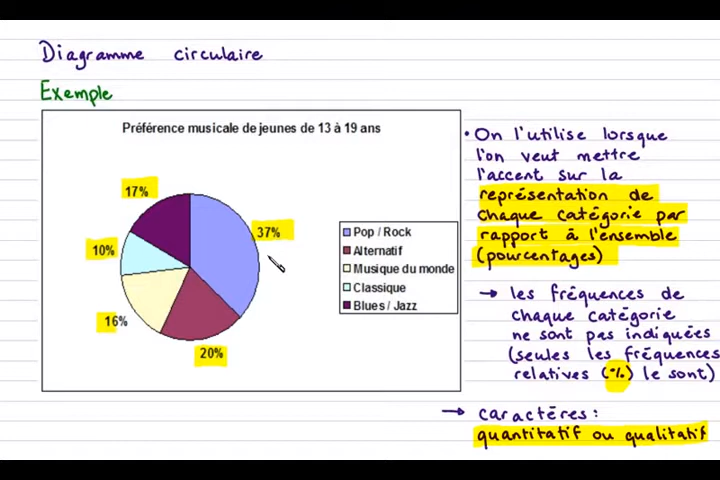 Diagramme circulaire
Exemple
Préférence musicale de jeunes de 13 à 19 ans
17%
37%
10%
16%
20%
Pop / Rock
Alternatif
Musique du monde
Classique
Blues / Jazz
• On l'utilise lorsque
l'on veut mettre
l'accent sur la
représentation de
chaque catégorie par
rapport à l'ensemble
(pourcentages)
→ les fréquences de
chaque catégorie
ne sont pas indiquées
(seules les fréquences
relatives (%) le sont)
→ caractères :
quantitatif ou qualitatif